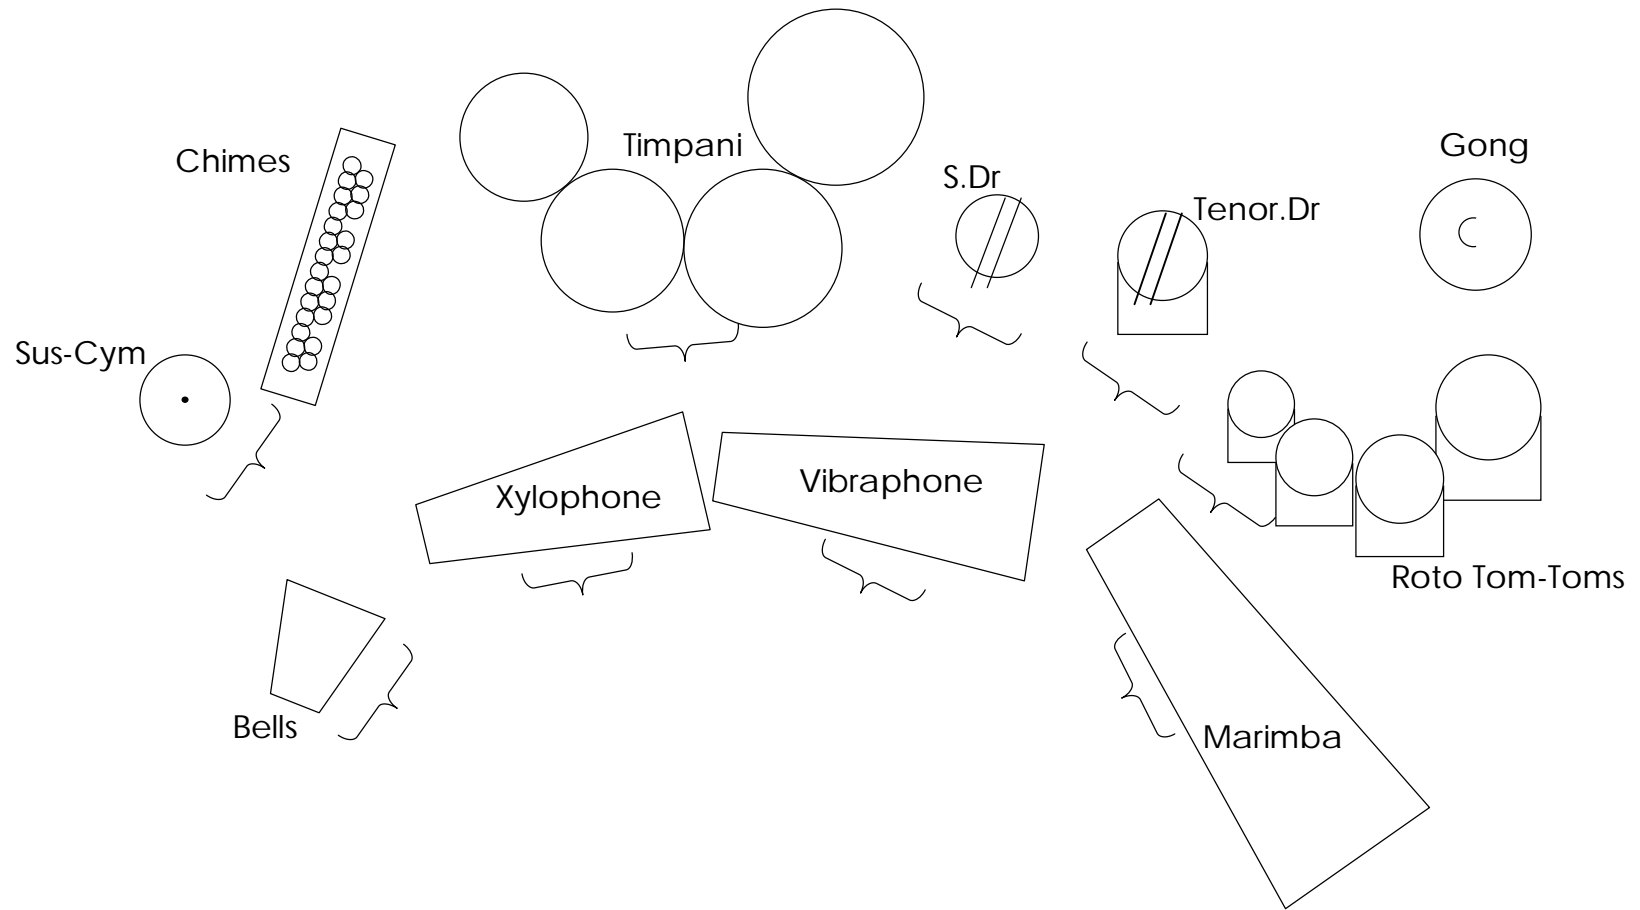 Timpani
Gong
Chimes
S.Dr
Tenor.Dr
Sus-Cym
Vibraphone
Xylophone
Roto Tom-Toms
Bells
Marimba